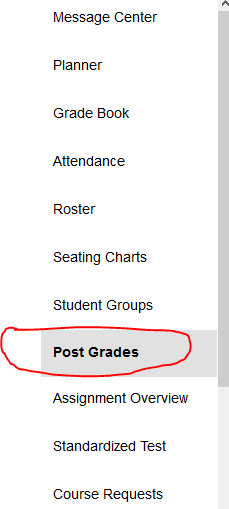 Message Center
Planner
Grade Book
Attendance
Roster
Seating Charts
Student Groups
Post Grades
Assignment Overview
Standardized Test
Course Requests